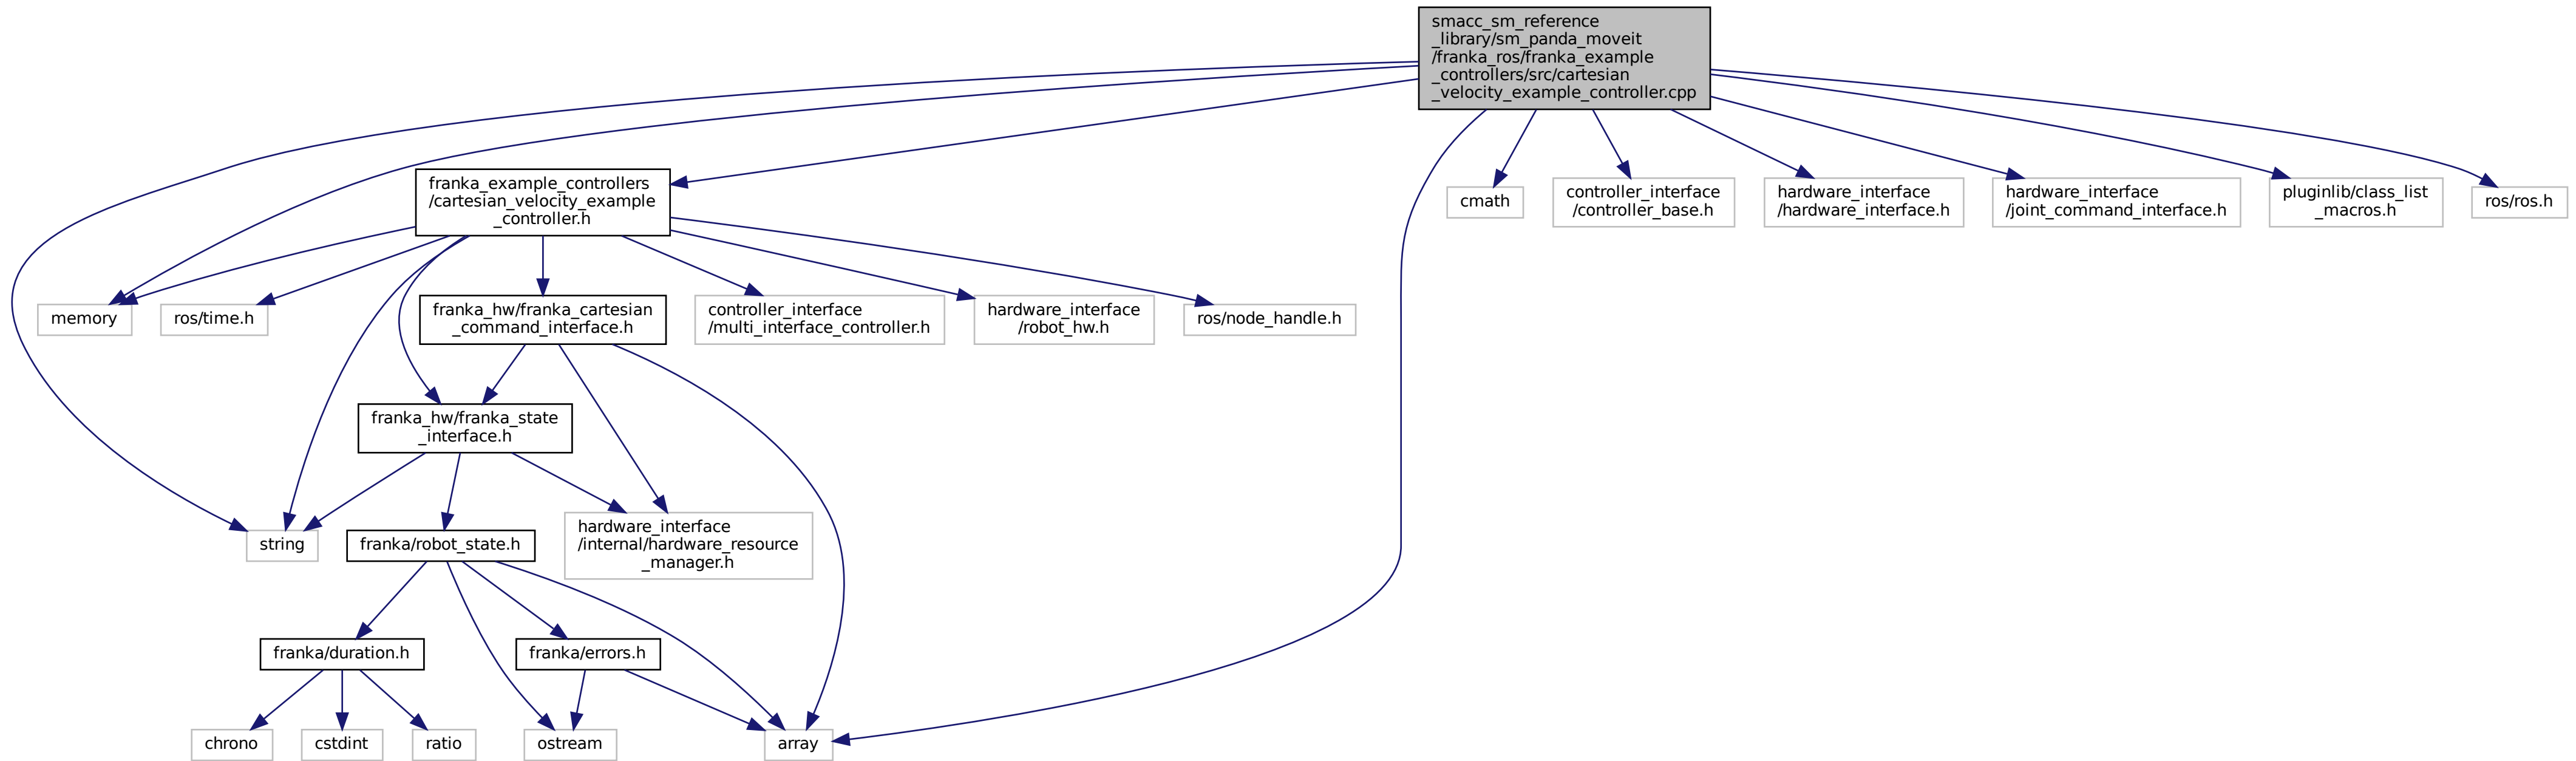 smacc_sm_reference
_library/sm_panda_moveit
/franka_ros/franka_example
_controllers/src/cartesian
_velocity_example_controller.cpp
franka_example_controllers
/cartesian_velocity_example
_controller.h
cmath
controller_interface
/controller_base.h
hardware_interface
/hardware_interface.h
hardware_interface
/joint_command_interface.h
pluginlib/class_list
_macros.h
ros/ros.h
memory
ros/time.h
franka_hw/franka_cartesian
_command_interface.h
controller_interface
/multi_interface_controller.h
hardware_interface
/robot_hw.h
ros/node_handle.h
franka_hw/franka_state
_interface.h
string
franka/robot_state.h
hardware_interface
/internal/hardware_resource
_manager.h
franka/duration.h
franka/errors.h
chrono
cstdint
ratio
ostream
array